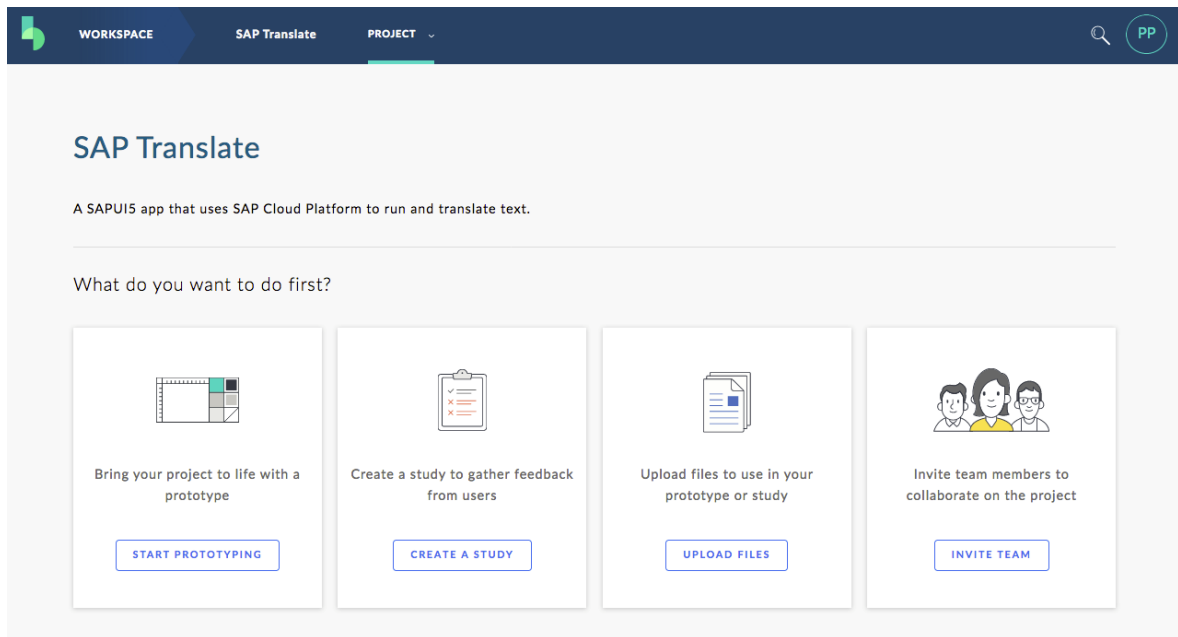 WORKSPACE SAP Translate PROJECT PP
SAP Translate
A SAPUI5 app that uses SAP Cloud Platform to run and translate text.
What do you want to do first?
Bring your project to life with a
prototype
START PROTOTYPING
Create a study to gather feedback
from users
CREATE A STUDY
Upload files to use in your
prototype or study
UPLOAD FILES
Invite team members to
collaborate on the project
INVITE TEAM